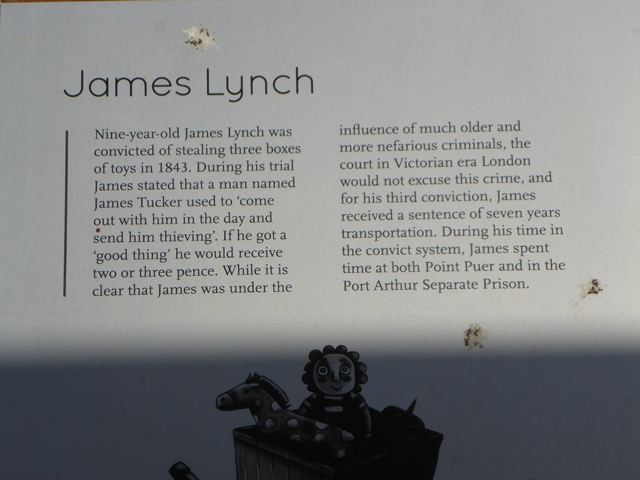 James Lynch
Nine-year-old James Lynch was
convicted of stealing three boxes
of toys in 1843. During his trial
James stated that a man named
James Tucker used to ‘come
out with him in the day and
send him thieving’. If he got a
‘good thing’ he would receive
two or three pence. While it is
clear that James was under the
influence of much older and
more nefarious criminals, the
court in Victorian era London
would not excuse this crime, and
for his third conviction, James
received a sentence of seven years
transportation. During his time in
the convict system, James spent
time at both Point Puer and in the
Port Arthur Separate Prison.